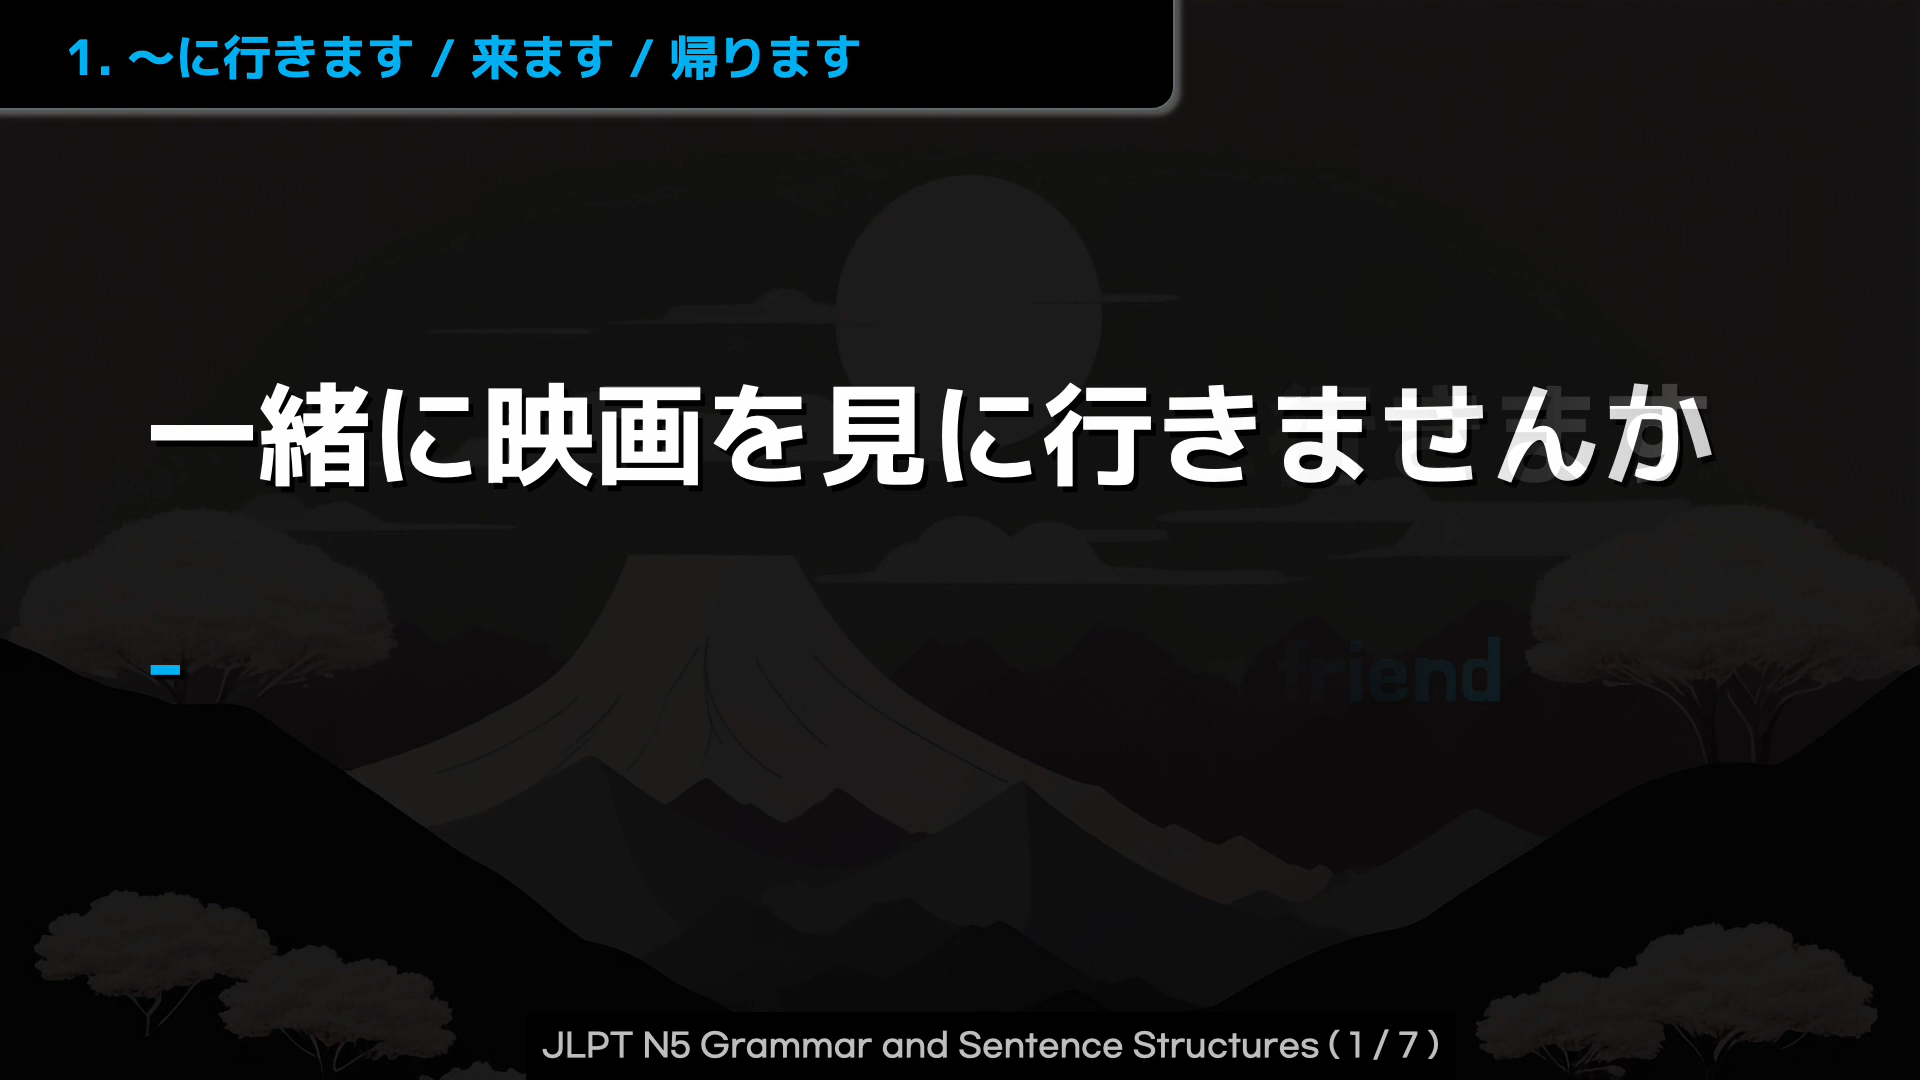 1. ～に行きます / 来ます / 帰ります
一緒に映画を見に行きませんか
-
friend
JLPT N5 Grammar and Sentence Structures ( 1 / 7 )